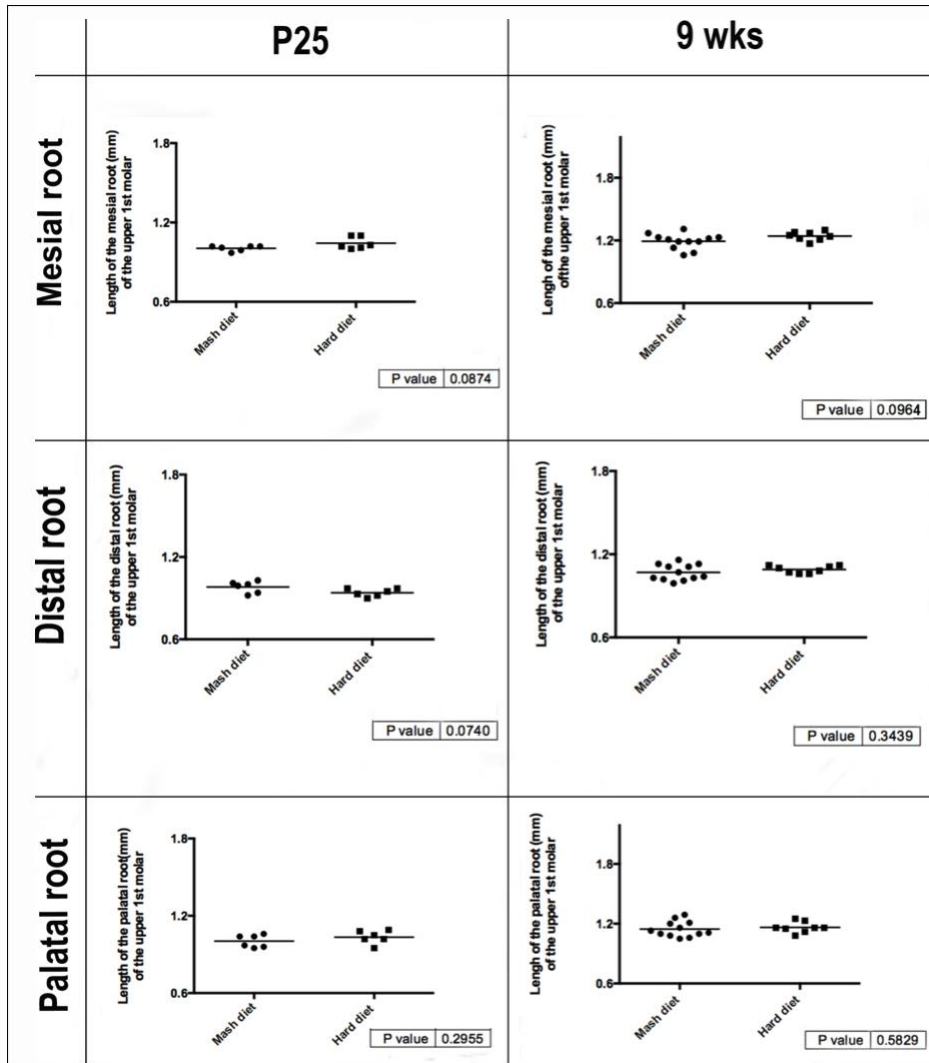 P25
9 wks
Mesial root
Length of the mesial root (mm)
of the upper 1st molar
1.8
1.2
0.6
Mash diet
Hard diet
P value 0.0874
Lengh of the mesial root (mm)
ofthe upper 1st molar
1.8
1.2
0.6
Mash diet
Hard diet
P value 0.0964
Distal root
Length of the distal root (mm)
of the upper 1st molar
1.8
1.2
0.6
Mash diet
Hard diet
P value 0.0740
Length of the distal root (mm)
of the upper 1st molar
1.8
1.2
0.6
Mash diet
Hard diet
P value 0.3439
Palatal root
Length of the palatal root(mm)
of the upper 1st molar
1.8
1.2
0.6
Mash diet
Hard diet
P value 0.2955
Lengh of the palatal root (mm)
of the upper 1st molar
1.8
1.2
0.6
Mash diet
Hard diet
P value 0.5829